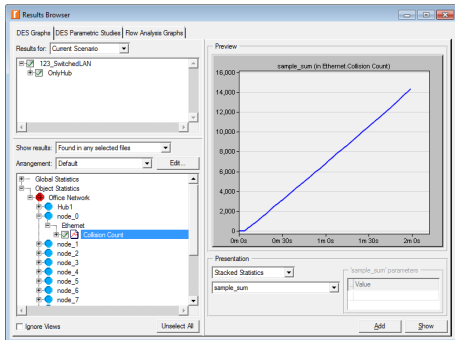 Results Browser
DES Graphs
DES Parametric Studies
Flow Analysis Graphs
Results for:
Current Scenario
123_SwitchedLAN
OnlyHub
Show results:
Found in any selected files
Arrangement:
Default
Edit...
Global Statistics
Object Statistics
Office Network
Hub1
node_0
Ethernet
Collision Count
node_1
node_2
node_3
node_4
node_5
node_6
node_7
Ignore Views
Unselect All
Preview
sample_sum (in Ethernet.Collision Count)
16,000
14,000
12,000
10,000
8,000
6,000
4,000
2,000
0
0m 0s
0m 30s
1m 0s
1m 30s
2m 0s
Presentation
Stacked Statistics
sample_sum
'sample_sum' parameters
Value
Add
Show